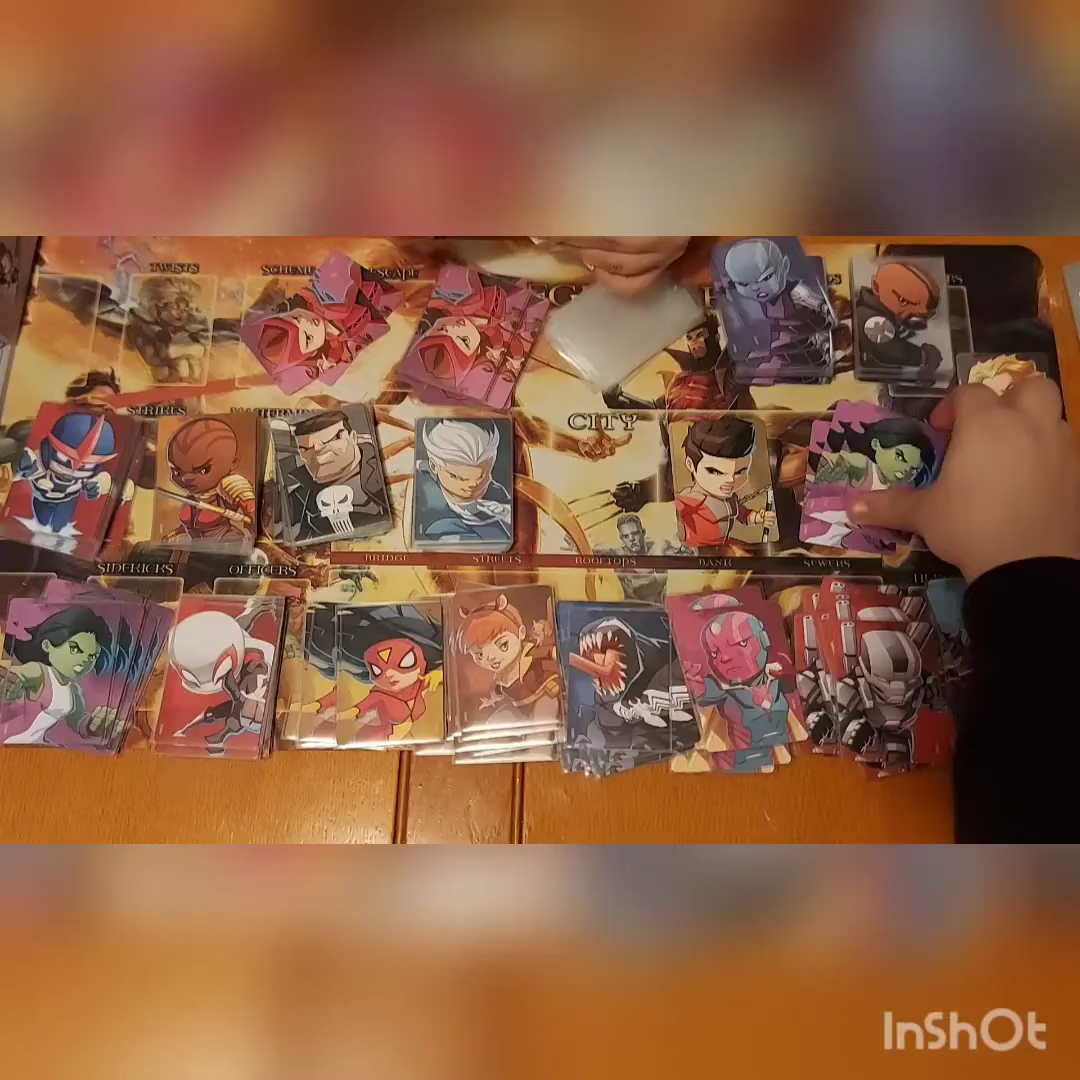 TWISTS
SCHEME
ESCAPE
STRIKES
CITY
BRIDGE
STREETS
ROOFTOPS
BANK
SEWERS
SIDEKICKS
OFFICERS
InShOt